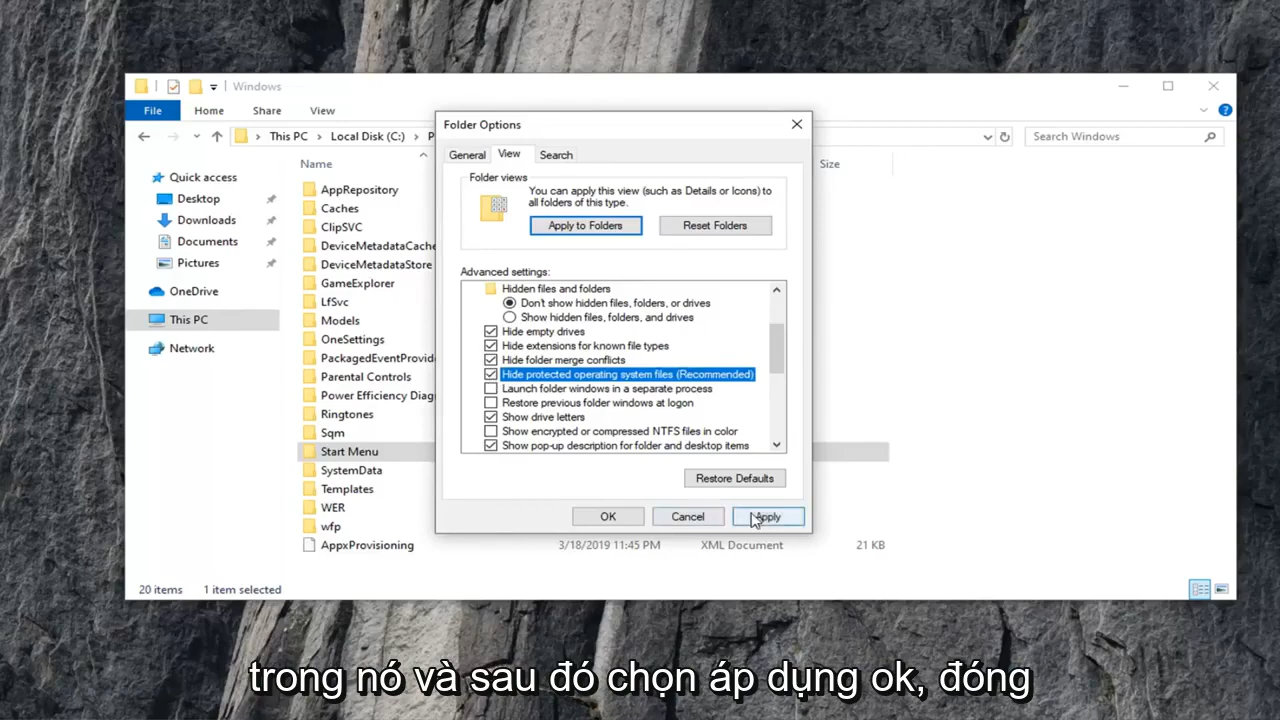 Windows
File Home Share View
This PC Local Disk (C:) Search Windows
Quick access
Desktop
Downloads
Documents
Pictures
OneDrive
This PC
Network
Name Size
AppRepository
Caches
ClipSVC
DeviceMetadataCache
DeviceMetadataStore
GameExplorer
LfSvc
Models
OneSettings
PackagedEventProvide
Parental Controls
Power Efficiency Diag
Ringtones
Sqm
Start Menu
SystemData
Templates
WER
wfp
AppxProvisioning 3/18/2019 11:45 PM XML Document 21 KB
20 items 1 item selected
Folder Options
General View Search
Folder views
You can apply this view (such as Details or Icons) to
all folders of this type.
Apply to Folders Reset Folders
Advanced settings:
Hidden files and folders
Don't show hidden files, folders, or drives
Show hidden files, folders, and drives
Hide empty drives
Hide extensions for known file types
Hide folder merge conflicts
Hide protected operating system files (Recommended)
Launch folder windows in a separate process
Restore previous folder windows at logon
Show drive letters
Show encrypted or compressed NTFS files in color
Show pop-up description for folder and desktop items
Restore Defaults
OK Cancel Apply
trong nó và sau đó chọn áp dụng ok, đóng